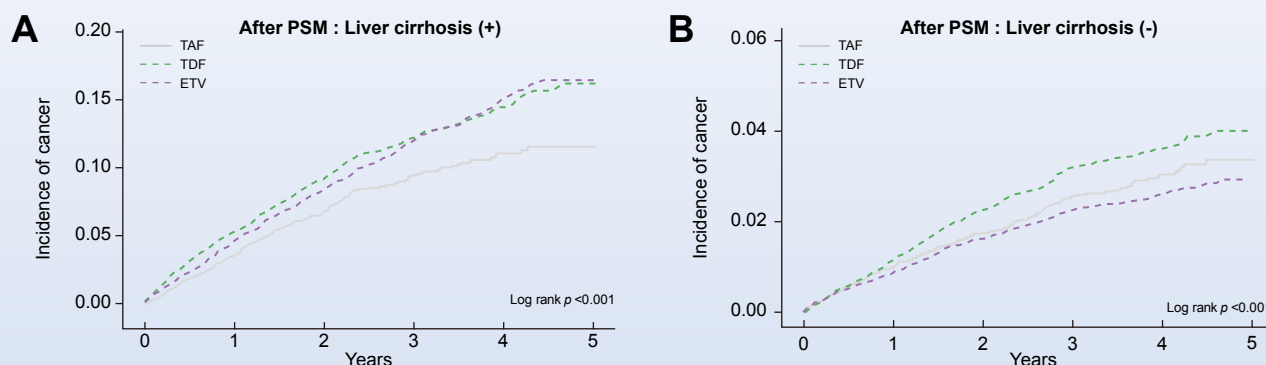 A
After PSM : Liver cirrhosis (+)
0.20
0.15
0.10
0.05
0.00
Incidence of cancer
TAF
TDF
ETV
Log rank p <0.001
0 1 2 3 4 5
Years
B
After PSM : Liver cirrhosis (-)
0.06
0.04
0.02
0.00
Incidence of cancer
TAF
TDF
ETV
Log rank p <0.00
0 1 2 3 4 5
Years